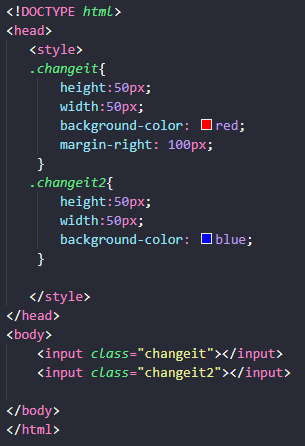 <!DOCTYPE html>
<head>
<style>
.changeit{
height:50px;
width:50px;
background-color: red;
margin-right: 100px;
}
.changeit2{
height:50px;
width:50px;
background-color: blue;
}
</style>
</head>
<body>
<input class="changeit"></input>
<input class="changeit2"></input>
</body>
</html>